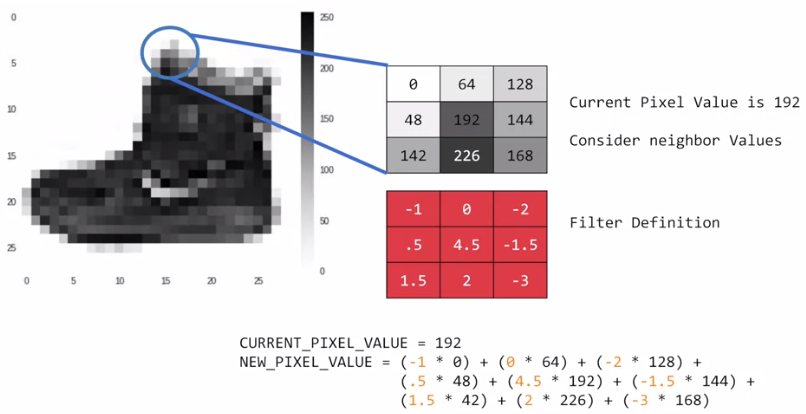 0
5
10
15
20
25
0 5 10 15 20 25
250
200
150
100
50
0
0 64 128
48 192 144
142 226 168
Current Pixel Value is 192
Consider neighbor Values
-1 0 -2
.5 4.5 -1.5
1.5 2 -3
Filter Definition
CURRENT_PIXEL_VALUE = 192
NEW_PIXEL_VALUE = (-1 * 0) + (0 * 64) + (-2 * 128) +
(.5 * 48) + (4.5 * 192) + (-1.5 * 144) +
(1.5 * 42) + (2 * 226) + (-3 * 168)